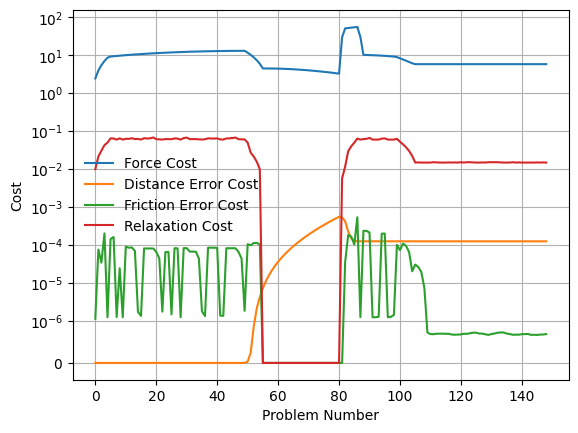 10²
10¹
10⁰
10⁻¹
10⁻²
10⁻³
10⁻⁴
10⁻⁵
10⁻⁶
0
Cost
Force Cost
Distance Error Cost
Friction Error Cost
Relaxation Cost
0 20 40 60 80 100 120 140
Problem Number